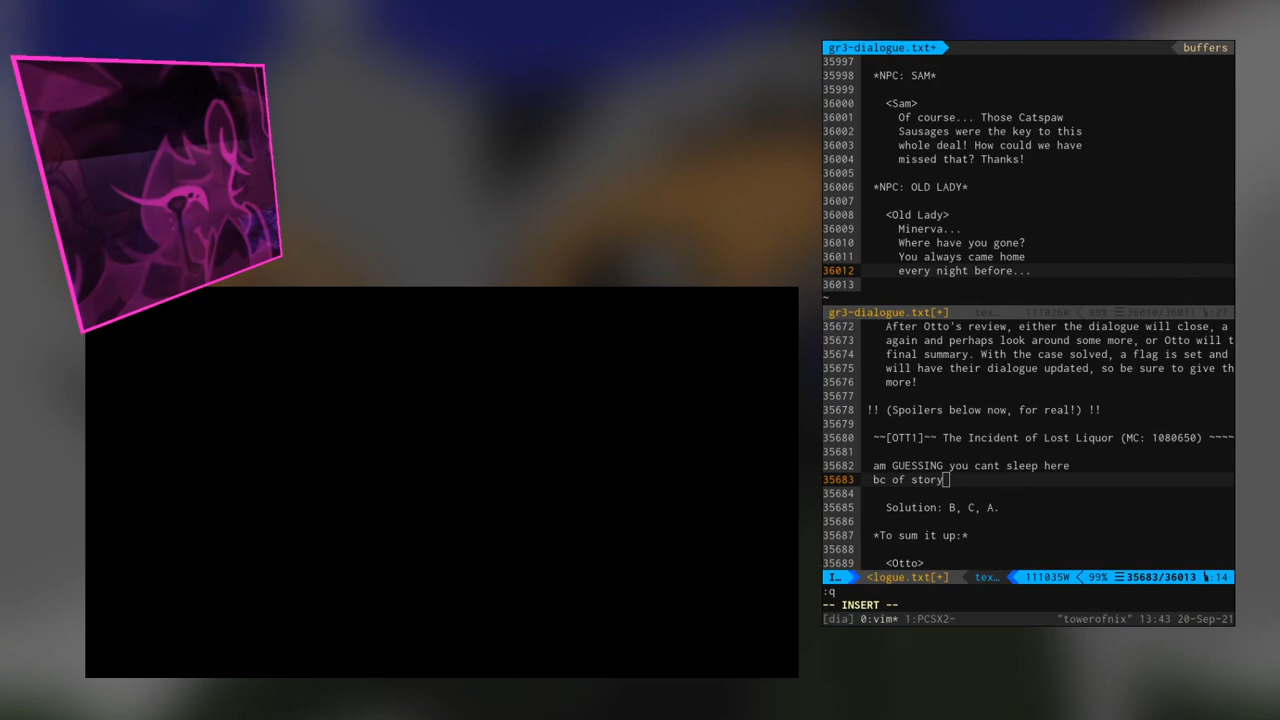 gr3-dialogue.txt+ buffers
35997
35998 *NPC: SAM*
35999
36000 <Sam>
36001 Of course... Those Catspaw
36002 Sausages were the key to this
36003 whole deal! How could we have
36004 missed that? Thanks!
36005
36006 *NPC: OLD LADY*
36007
36008 <Old Lady>
36009 Minerva...
36010 Where have you gone?
36011 You always came home
36012 every night before...
36013
~
gr3-dialogue.txt[+] tex… 111026W < 99% ☰36010/36011 :27
35672 After Otto's review, either the dialogue will close, a
35673 again and perhaps look around some more, or Otto will t
35674 final summary. With the case solved, a flag is set and
35675 will have their dialogue updated, so be sure to give th
35676 more!
35677
35678 !! (Spoilers below now, for real!) !!
35679
35680 ~~[OTT1]~~ The Incident of Lost Liquor (MC: 1080650) ~~~~
35681
35682 am GUESSING you cant sleep here
35683 bc of story
35684
35685 Solution: B, C, A.
35686
35687 *To sum it up:*
35688
35689 <Otto>
I… <logue.txt[+] tex… 111035W < 99% ☰35683/36013 :14
:q
-- INSERT --
[dia] 0:vim* 1:PCSX2- "towerofnix" 13:43 20-Sep-21